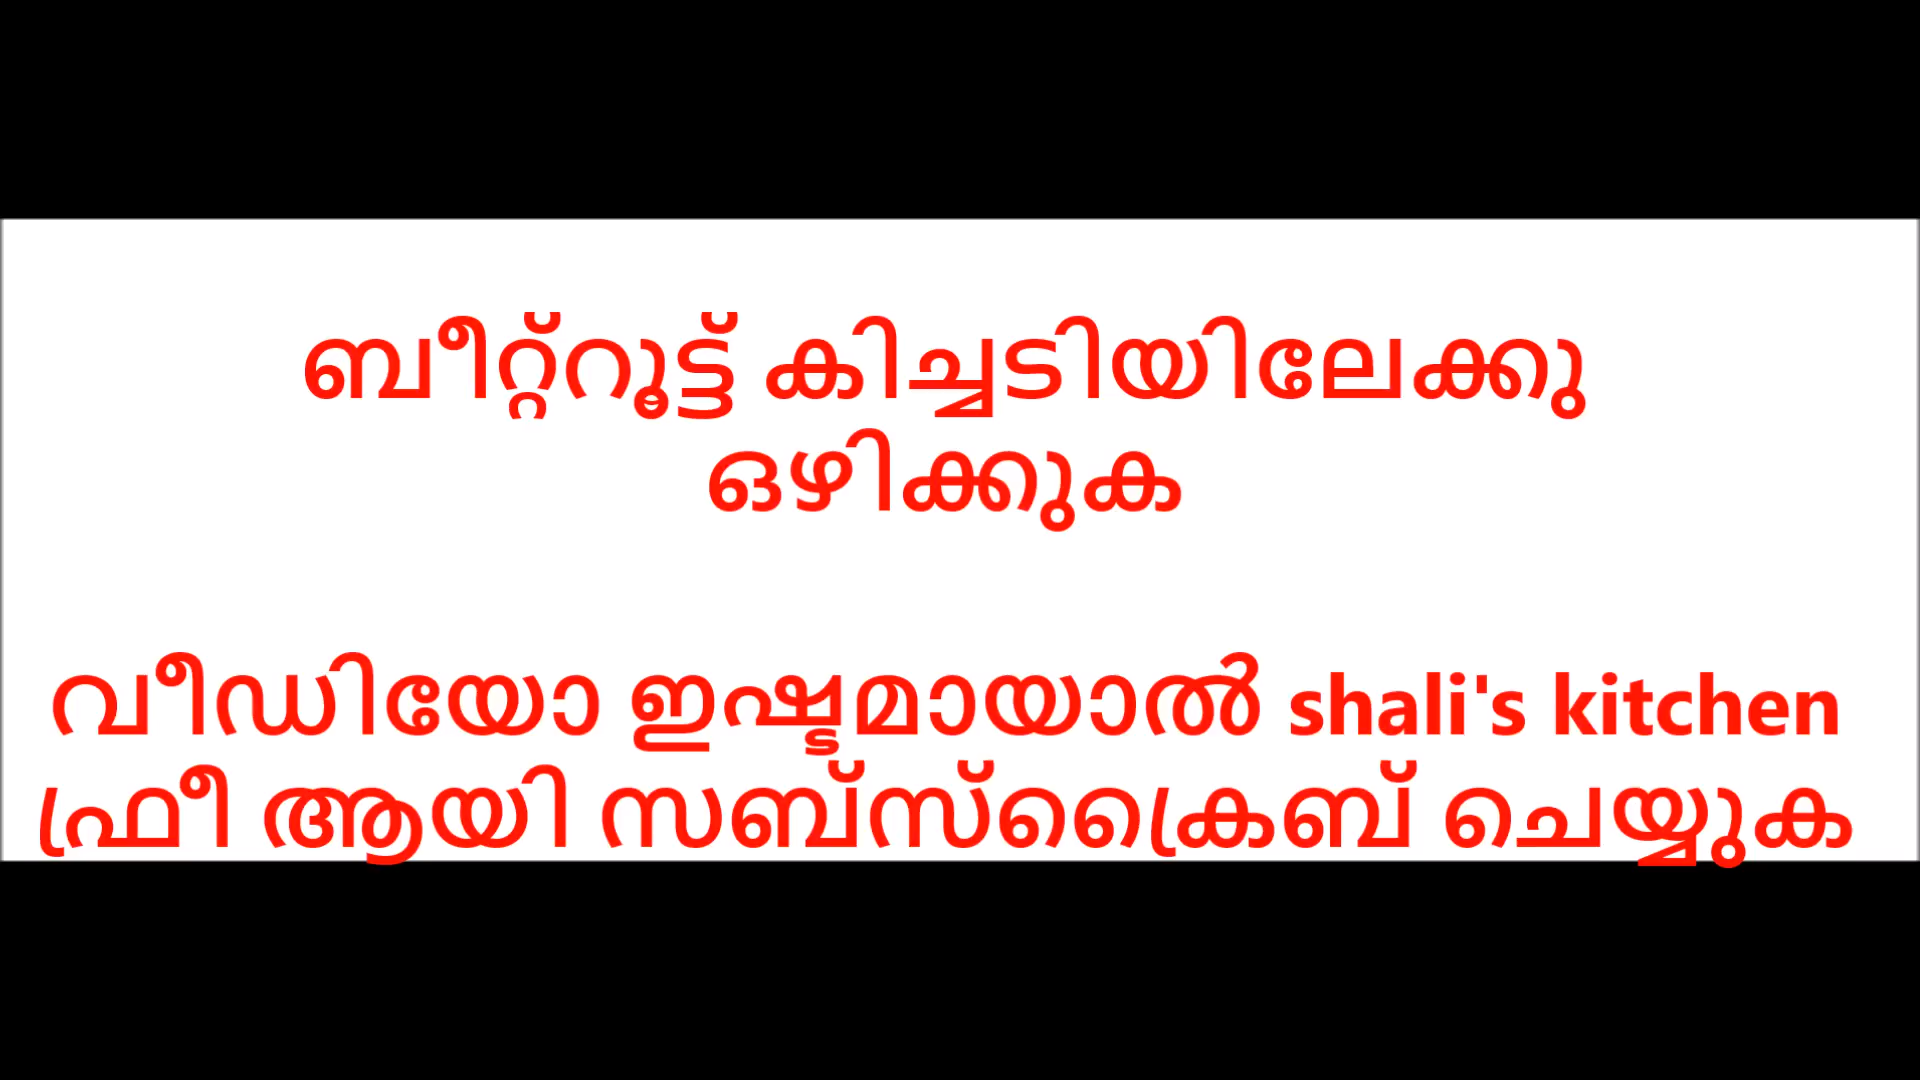 ബീറ്റ്റൂട്ട് കിച്ചടിയിലേക്കു
ഒഴിക്കുക
വീഡിയോ ഇഷ്ടമായാൽ shali's kitchen
ഫ്രീ ആയി സബ്സ്ക്രൈബ് ചെയ്യുക